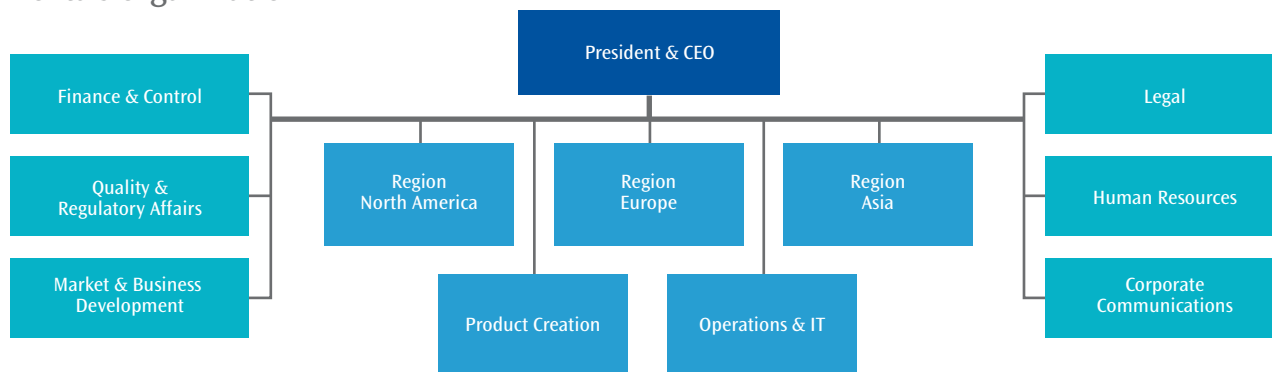 President & CEO
Finance & Control
Legal
Region
North America
Region
Europe
Region
Asia
Quality &
Regulatory Affairs
Human Resources
Market & Business
Development
Corporate
Communications
Product Creation
Operations & IT